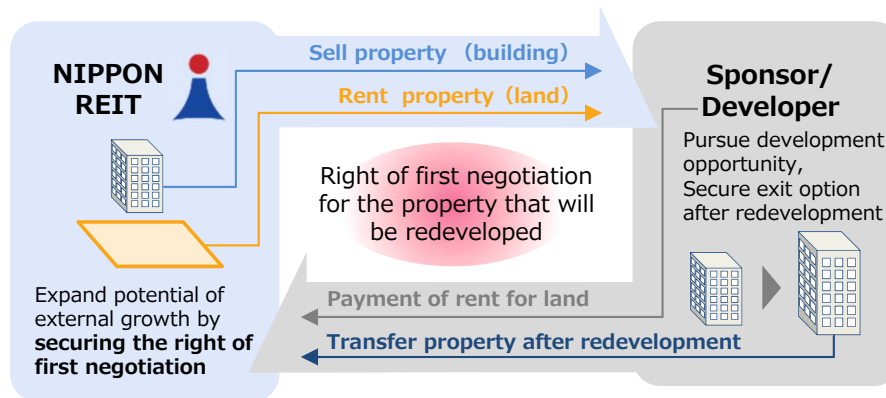 NIPPON
REIT
Sell property （building）
Rent property（land）
Sponsor/
Developer
Pursue development
opportunity,
Secure exit option
after redevelopment
Right of first negotiation
for the property that will
be redeveloped
Expand potential of
external growth by
securing the right of
first negotiation
Payment of rent for land
Transfer property after redevelopment